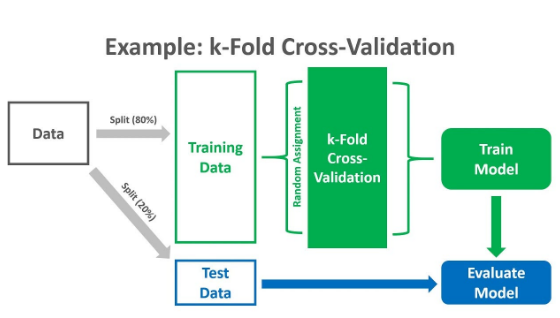 Example: k-Fold Cross-Validation
Data
Split (80%)
Split (20%)
Training
Data
Random Assignment
k-Fold
Cross-
Validation
Train
Model
Test
Data
Evaluate
Model